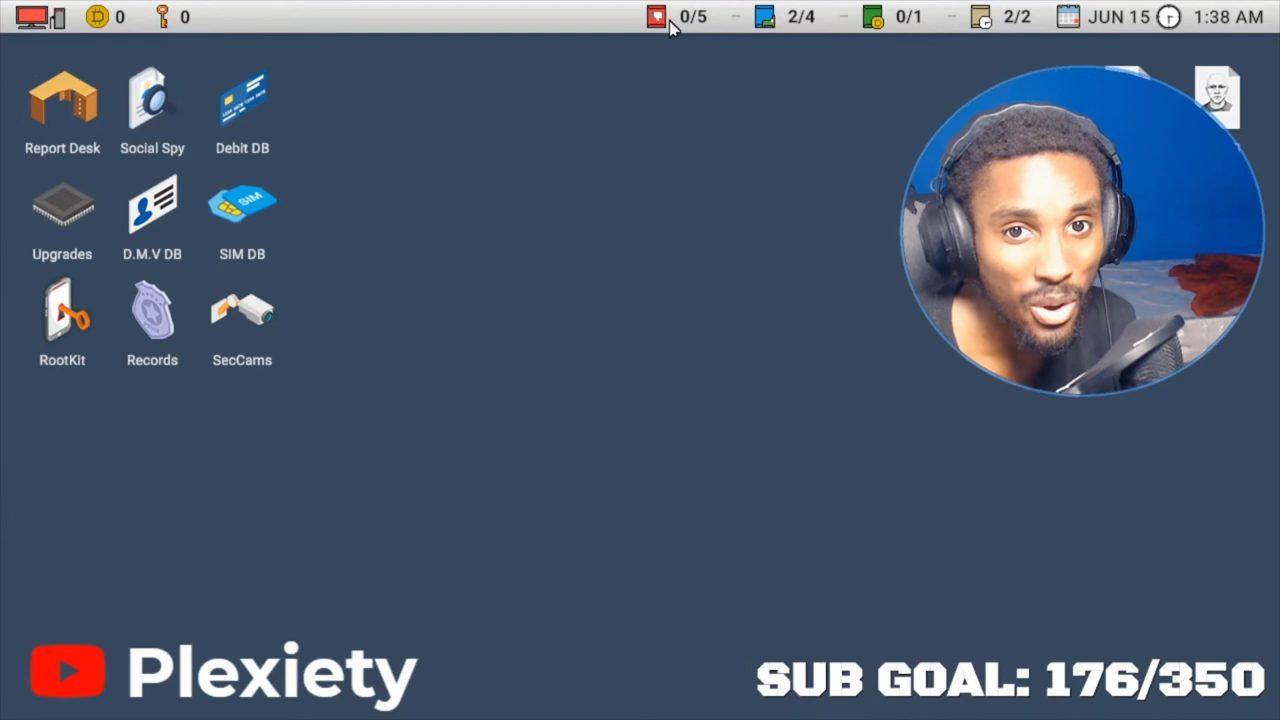 0 0 0/5 – 2/4 – 0/1 – 2/2 JUN 15 1:38 AM
Report Desk Social Spy Debit DB
SIM
Upgrades D.M.V DB SIM DB
RootKit Records SecCams
Plexiety
SUB GOAL: 176/350